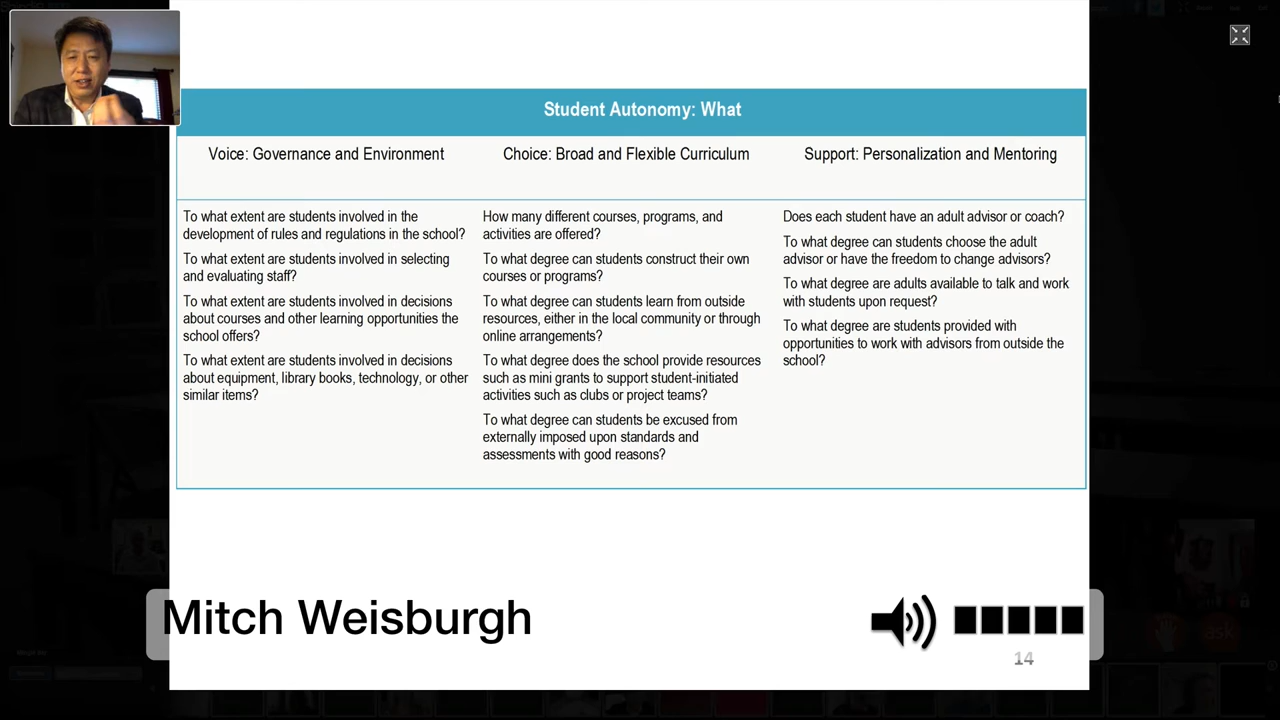 Student Autonomy: What
Voice: Governance and Environment
Choice: Broad and Flexible Curriculum
Support: Personalization and Mentoring
To what extent are students involved in the
development of rules and regulations in the school?
To what extent are students involved in selecting
and evaluating staff?
To what extent are students involved in decisions
about courses and other learning opportunities the
school offers?
To what extent are students involved in decisions
about equipment, library books, technology, or other
similar items?
How many different courses, programs, and
activities are offered?
To what degree can students construct their own
courses or programs?
To what degree can students learn from outside
resources, either in the local community or through
online arrangements?
To what degree does the school provide resources
such as mini grants to support student-initiated
activities such as clubs or project teams?
To what degree can students be excused from
externally imposed upon standards and
assessments with good reasons?
Does each student have an adult advisor or coach?
To what degree can students choose the adult
advisor or have the freedom to change advisors?
To what degree are adults available to talk and work
with students upon request?
To what degree are students provided with
opportunities to work with advisors from outside the
school?
Mitch Weisburgh
14
ask